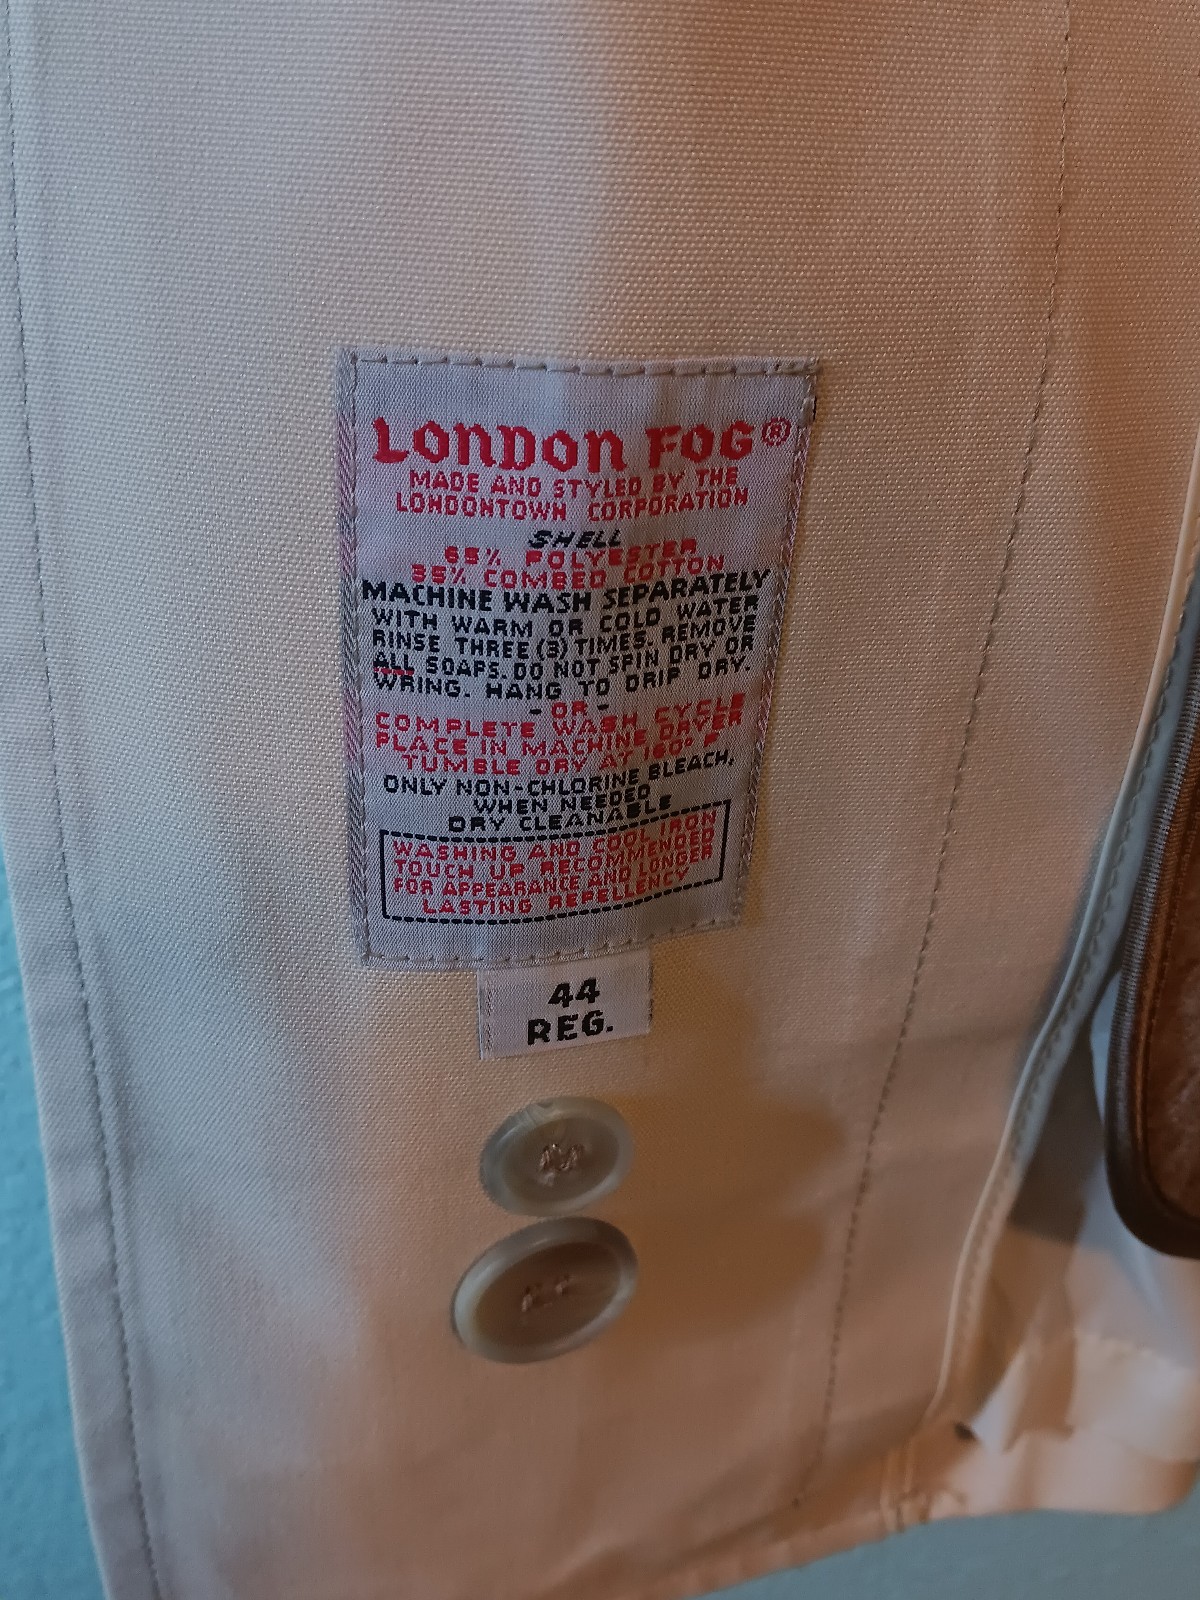 LONDON FOG®
MADE AND STYLED BY THE
LONDONTOWN CORPORATION
SHELL
65% POLYESTER
35% COMBED COTTON
MACHINE WASH SEPARATELY
WITH WARM OR COLD WATER
RINSE THREE (3) TIMES. REMOVE
ALL SOAPS. DO NOT SPIN DRY OR
WRING. HANG TO DRIP DRY.
- OR -
COMPLETE WASH CYCLE
PLACE IN MACHINE DRYER
TUMBLE DRY AT 160° F
ONLY NON-CHLORINE BLEACH,
WHEN NEEDED
DRY CLEANABLE
WASHING AND COOL IRON
TOUCH UP RECOMMENDED
FOR APPEARANCE AND LONGER
LASTING REPELLENCY
44
REG.